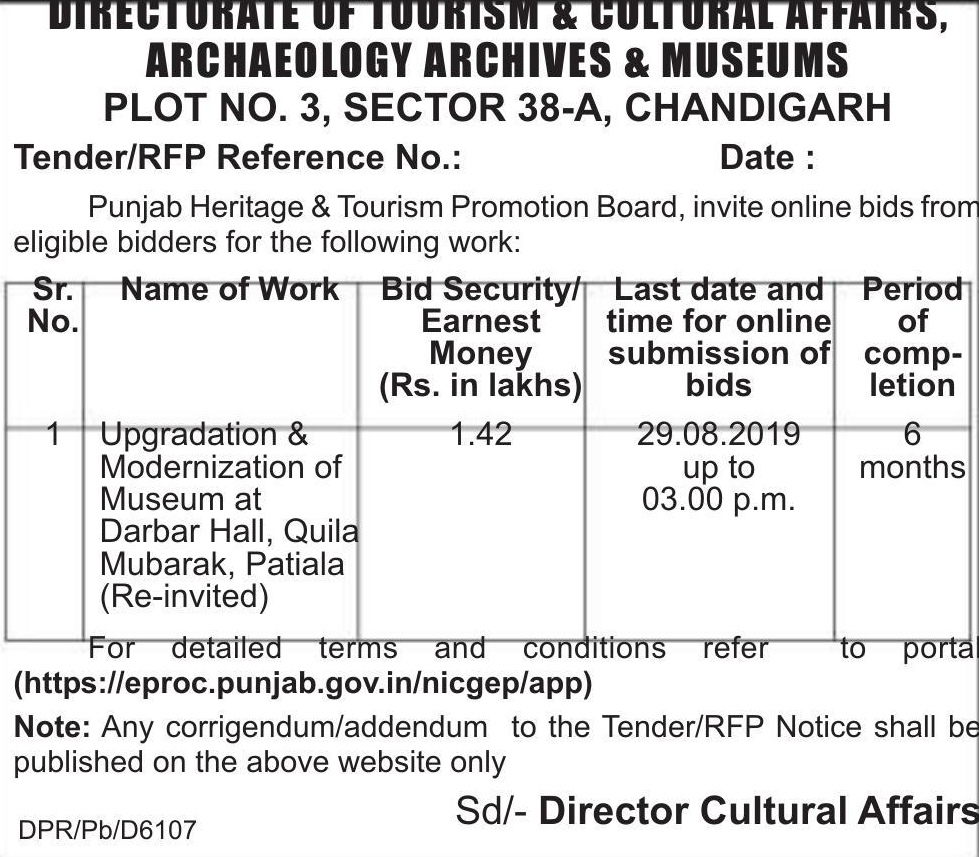 DIRECTORATE OF TOURISM & CULTURAL AFFAIRS,
ARCHAEOLOGY ARCHIVES & MUSEUMS
PLOT NO. 3, SECTOR 38-A, CHANDIGARH
Tender/RFP Reference No.: Date :
Punjab Heritage & Tourism Promotion Board, invite online bids from
eligible bidders for the following work:
Sr. No.
Name of Work
Bid Security/ Earnest Money (Rs. in lakhs)
Last date and time for online submission of bids
Period of comp-letion
1
Upgradation &
Modernization of
Museum at
Darbar Hall, Quila
Mubarak, Patiala
(Re-invited)
1.42
29.08.2019
up to
03.00 p.m.
6
months
For detailed terms and conditions refer to portal
(https://eproc.punjab.gov.in/nicgep/app)
Note: Any corrigendum/addendum to the Tender/RFP Notice shall be
published on the above website only
Sd/- Director Cultural Affairs
DPR/Pb/D6107